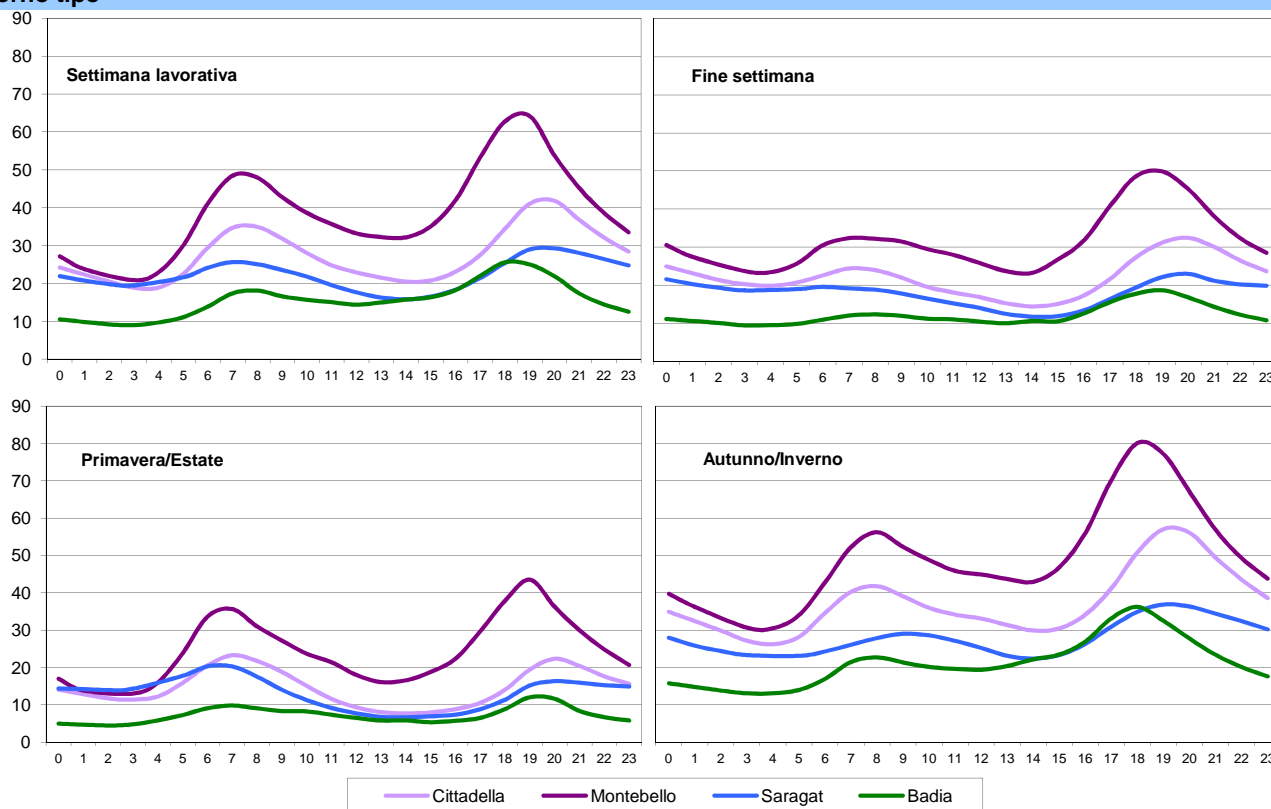 orno tipo
90
80
70
60
50
40
30
20
10
0
Settimana lavorativa
0 1 2 3 4 5 6 7 8 9 10 11 12 13 14 15 16 17 18 19 20 21 22 23
Fine settimana
0 1 2 3 4 5 6 7 8 9 10 11 12 13 14 15 16 17 18 19 20 21 22 23
90
80
70
60
50
40
30
20
10
0
Primavera/Estate
0 1 2 3 4 5 6 7 8 9 10 11 12 13 14 15 16 17 18 19 20 21 22 23
Autunno/Inverno
0 1 2 3 4 5 6 7 8 9 10 11 12 13 14 15 16 17 18 19 20 21 22 23
Cittadella Montebello Saragat Badia